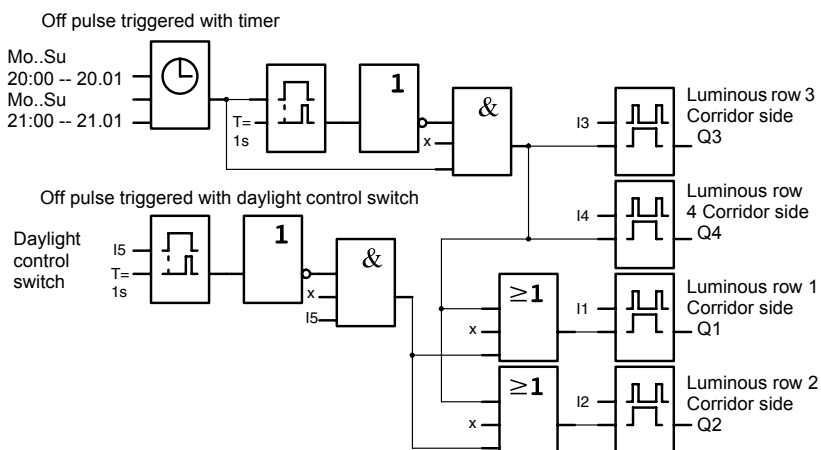 Off pulse triggered with timer
Mo..Su
20:00 -- 20.01
Mo..Su
21:00 -- 21.01
T=
1s
1
x
&
I3
Luminous row 3
Corridor side
Q3
Off pulse triggered with daylight control switch
I4
Luminous row
4 Corridor side
Q4
Daylight
control
switch
I5
T=
1s
1
x
I5
&
≥1
x
I1
Luminous row 1
Corridor side
Q1
≥1
x
I2
Luminous row 2
Corridor side
Q2